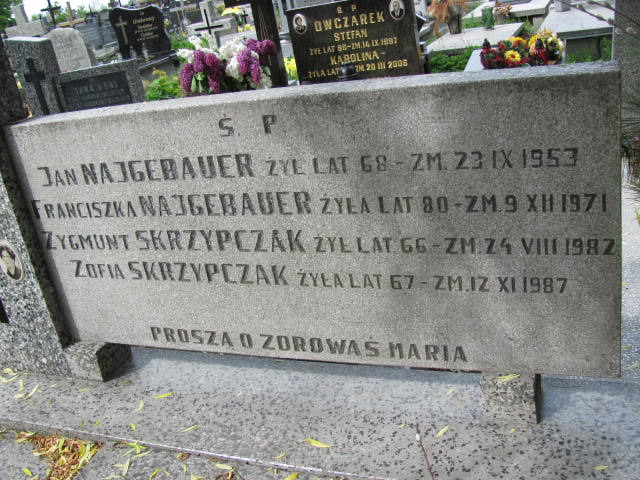 S P
OWCZAREK
STEFAN
KAROLINA
Ś. P
JAN NAJGEBAUER ŻYŁ LAT 68 - ZM. 23 IX 1953
FRANCISZKA NAJGEBAUER ŻYŁA LAT 80 - ZM. 9 XII 1971
ZYGMUNT SKRZYPCZAK ŻYŁ LAT 66 - ZM. 24 VIII 1982
ZOFIA SKRZYPCZAK ŻYŁA LAT 67 - ZM. 12 XI 1987
PROSZĄ O ZDROWAŚ MARIA